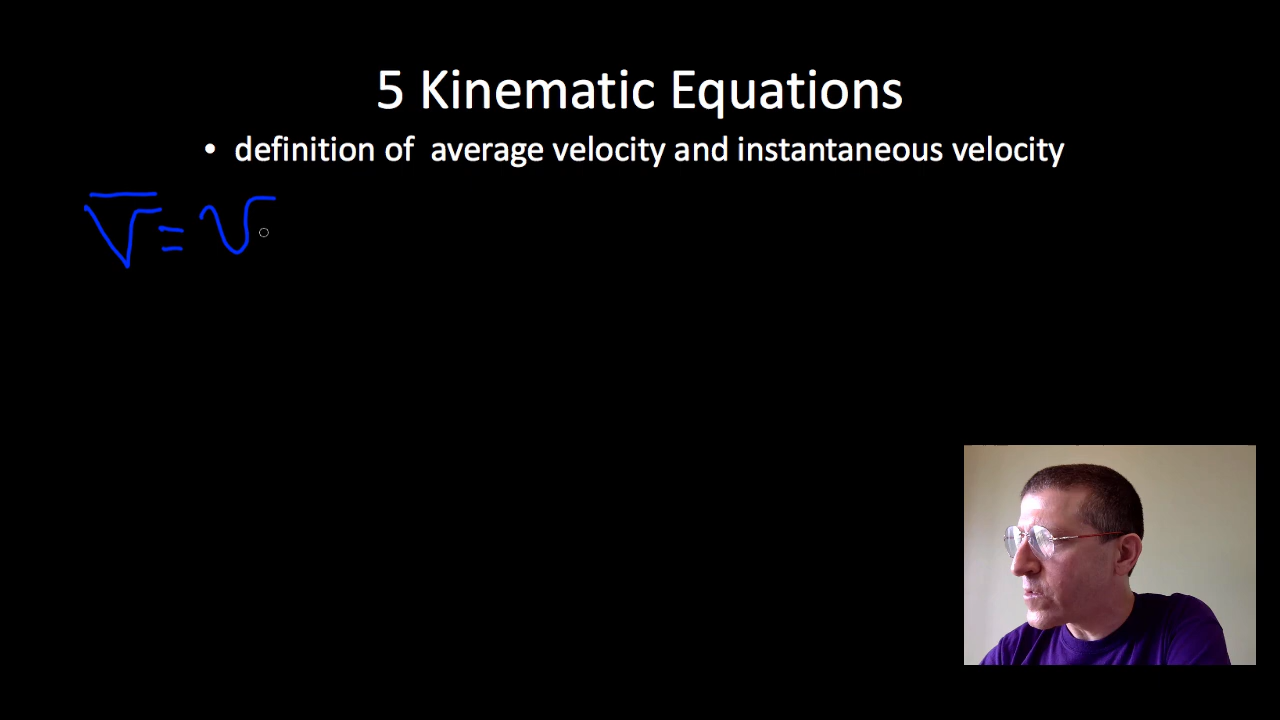 5 Kinematic Equations
• definition of average velocity and instantaneous velocity
V̅ = v